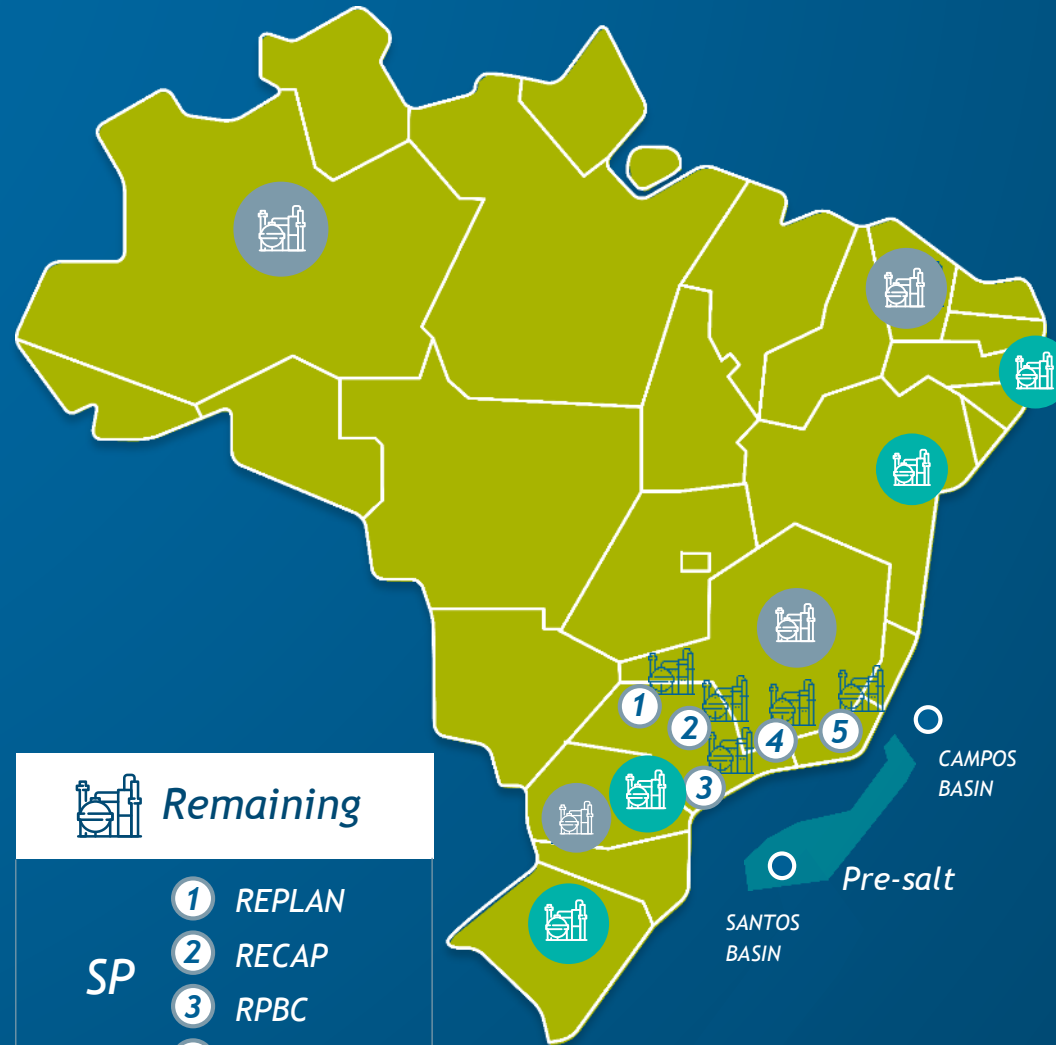 1
2
4
5
3
CAMPOS
BASIN
Pre-salt
SANTOS
BASIN
Remaining
SP
1 REPLAN
2 RECAP
3 RPBC